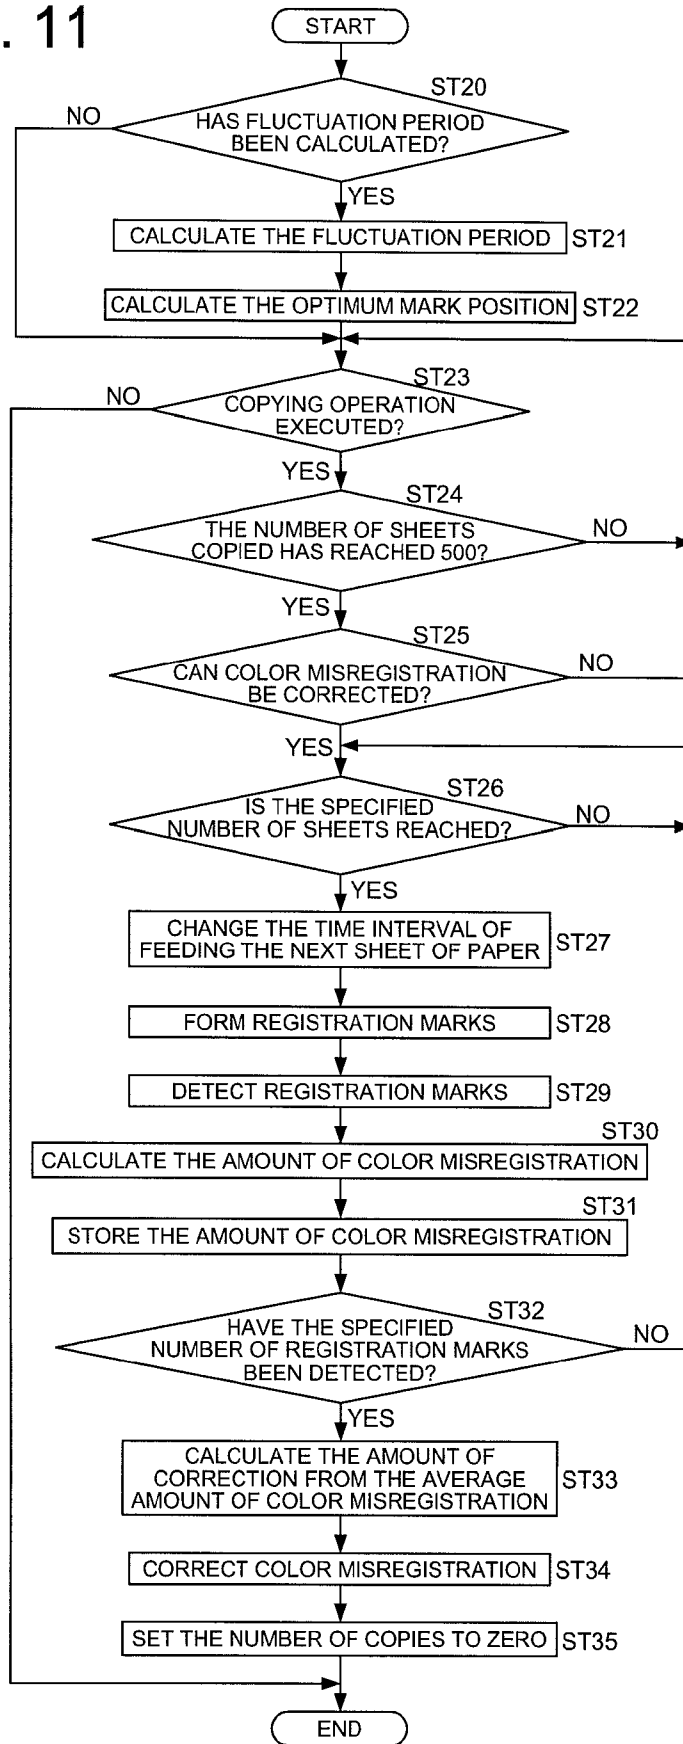 . 11
START
ST20
NO
HAS FLUCTUATION PERIOD
BEEN CALCULATED?
YES
CALCULATE THE FLUCTUATION PERIOD
ST21
CALCULATE THE OPTIMUM MARK POSITION
ST22
ST23
NO
COPYING OPERATION
EXECUTED?
YES
ST24
THE NUMBER OF SHEETS
COPIED HAS REACHED 500?
NO
YES
ST25
CAN COLOR MISREGISTRATION
BE CORRECTED?
NO
YES
ST26
IS THE SPECIFIED
NUMBER OF SHEETS REACHED?
NO
YES
CHANGE THE TIME INTERVAL OF
FEEDING THE NEXT SHEET OF PAPER
ST27
FORM REGISTRATION MARKS
ST28
DETECT REGISTRATION MARKS
ST29
ST30
CALCULATE THE AMOUNT OF COLOR MISREGISTRATION
ST31
STORE THE AMOUNT OF COLOR MISREGISTRATION
ST32
HAVE THE SPECIFIED
NUMBER OF REGISTRATION MARKS
BEEN DETECTED?
NO
YES
CALCULATE THE AMOUNT OF
CORRECTION FROM THE AVERAGE
AMOUNT OF COLOR MISREGISTRATION
ST33
CORRECT COLOR MISREGISTRATION
ST34
SET THE NUMBER OF COPIES TO ZERO
ST35
END